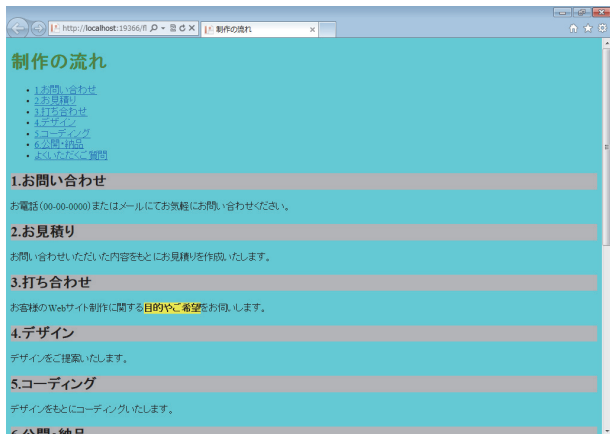 http://localhost:19366/fl
制作の流れ
制作の流れ
1.お問い合わせ
2.お見積り
3.打ち合わせ
4.デザイン
5.コーディング
6.公開・納品
よくいただくご質問
1.お問い合わせ
お電話(00-00-0000)またはメールにてお気軽にお問い合わせください。
2.お見積り
お問い合わせいただいた内容をもとにお見積りを作成いたします。
3.打ち合わせ
お客様のWebサイト制作に関する目的やご希望をお伺いします。
4.デザイン
デザインをご提案いたします。
5.コーディング
デザインをもとにコーディングいたします。
6.公開・納品